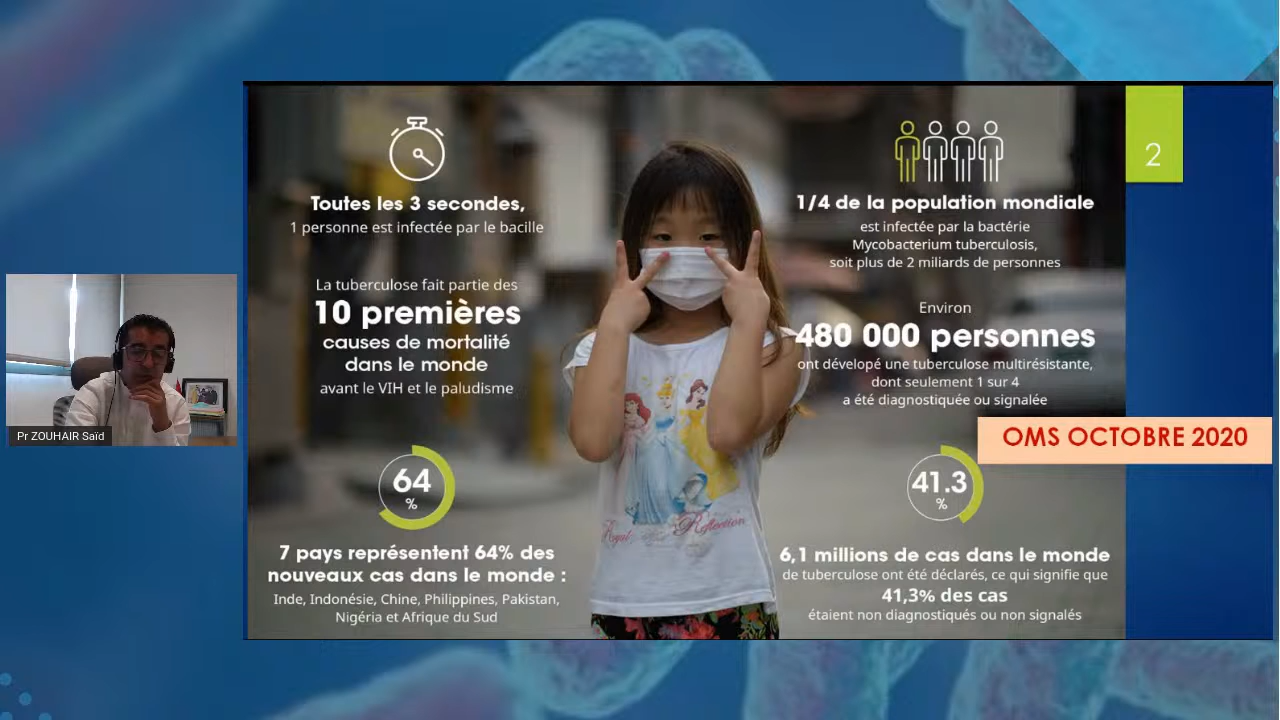 Toutes les 3 secondes,
1 personne est infectée par le bacille
La tuberculose fait partie des
10 premières
causes de mortalité
dans le monde
avant le VIH et le paludisme
64
%
7 pays représentent 64% des
nouveaux cas dans le monde :
Inde, Indonésie, Chine, Philippines, Pakistan,
Nigéria et Afrique du Sud
1/4 de la population mondiale
est infectée par la bactérie
Mycobacterium tuberculosis,
soit plus de 2 miliards de personnes
Environ
480 000 personnes
ont dévelopé une tuberculose multirésistante,
dont seulement 1 sur 4
a été diagnostiquée ou signalée
41.3
%
6,1 millions de cas dans le monde
de tuberculose ont été déclarés, ce qui signifie que
41,3% des cas
étaient non diagnostiqués ou non signalés
2
OMS OCTOBRE 2020
Royal
Reflection
Pr ZOUHAIR Saïd